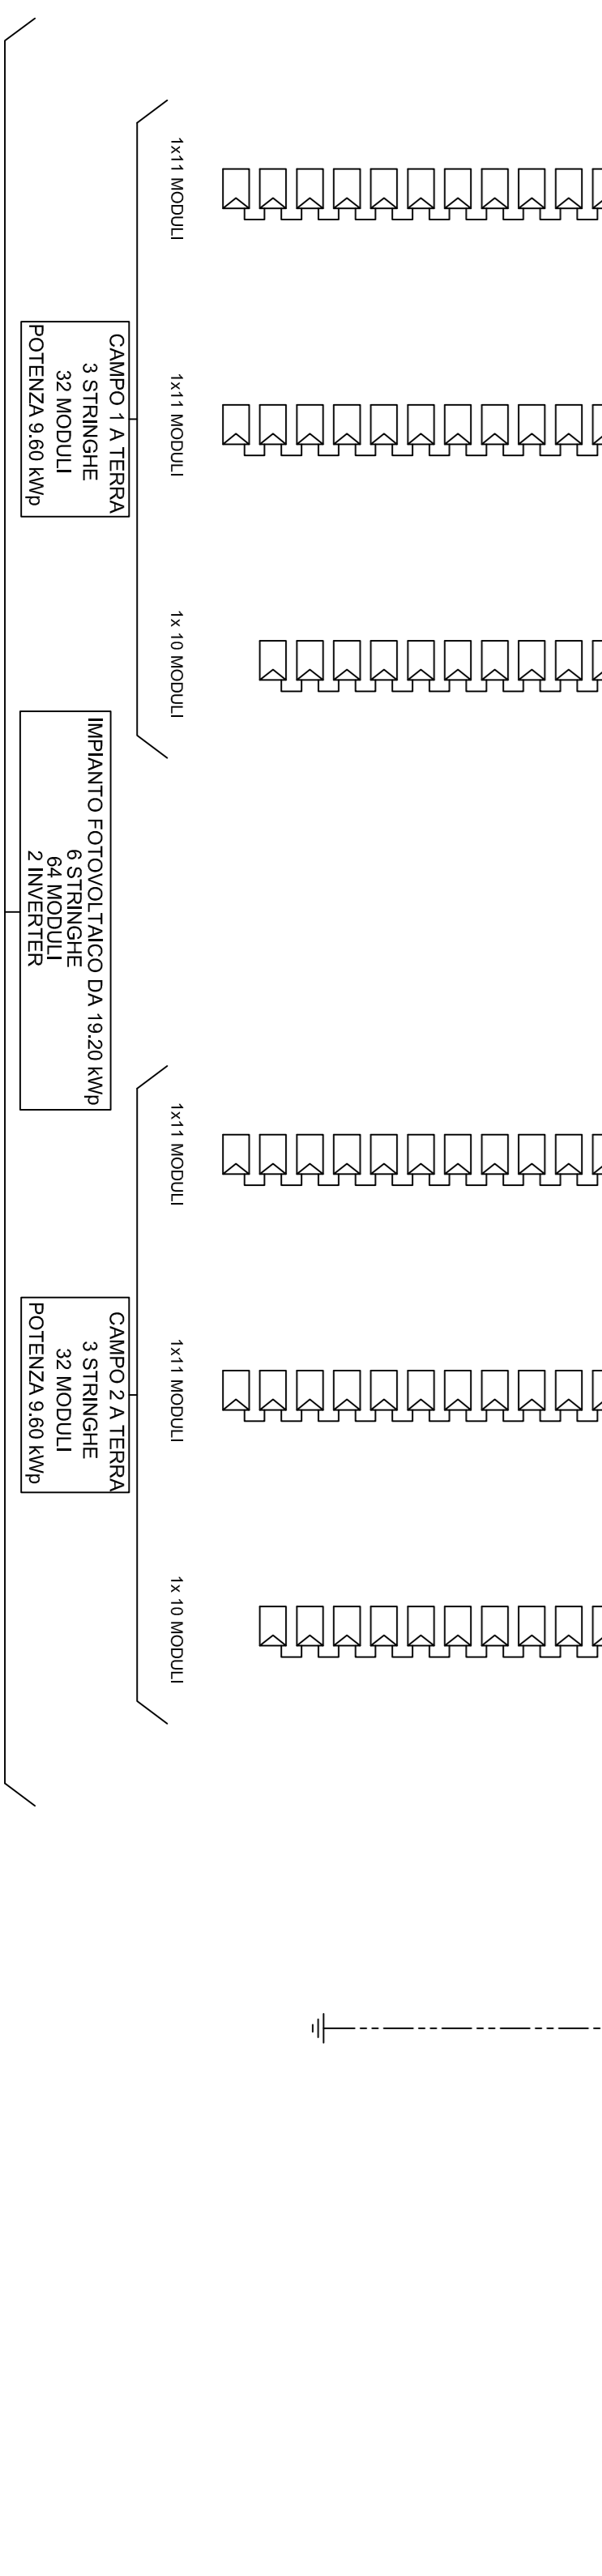 1x11 MODULI
1x11 MODULI
1x 10 MODULI
CAMPO 1 A TERRA
3 STRINGHE
32 MODULI
POTENZA 9.60 kWp
IMPIANTO FOTOVOLTAICO DA 19.20 kWp
6 STRINGHE
64 MODULI
2 INVERTER
1x11 MODULI
1x11 MODULI
1x 10 MODULI
CAMPO 2 A TERRA
3 STRINGHE
32 MODULI
POTENZA 9.60 kWp